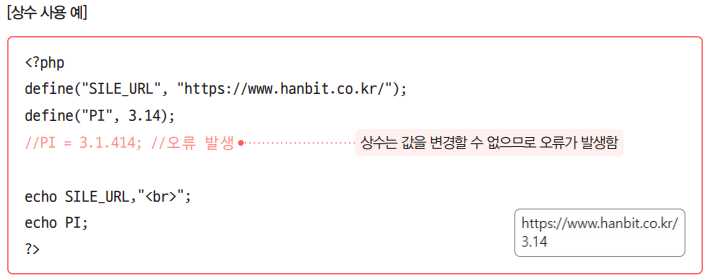 [상수 사용 예]
<?php
define("SILE_URL", "https://www.hanbit.co.kr/");
define("PI", 3.14);
//PI = 3.1.414; //오류 발생 상수는 값을 변경할 수 없으므로 오류가 발생함
echo SILE_URL,"<br>";
echo PI;
?>
https://www.hanbit.co.kr/
3.14